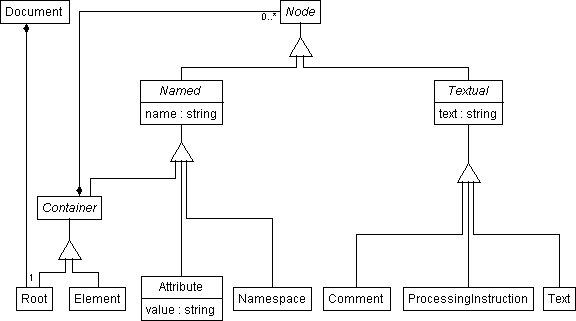 Document
Node
0..*
Named
name : string
Textual
text : string
Container
1
Root
Element
Attribute
value : string
Namespace
Comment
ProcessingInstruction
Text